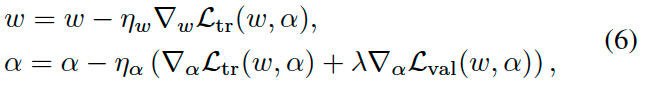 w = w − η_w ∇_w ℒ_tr(w, α),
α = α − η_α (∇_α ℒ_tr(w, α) + λ∇_α ℒ_val(w, α)),
(6)